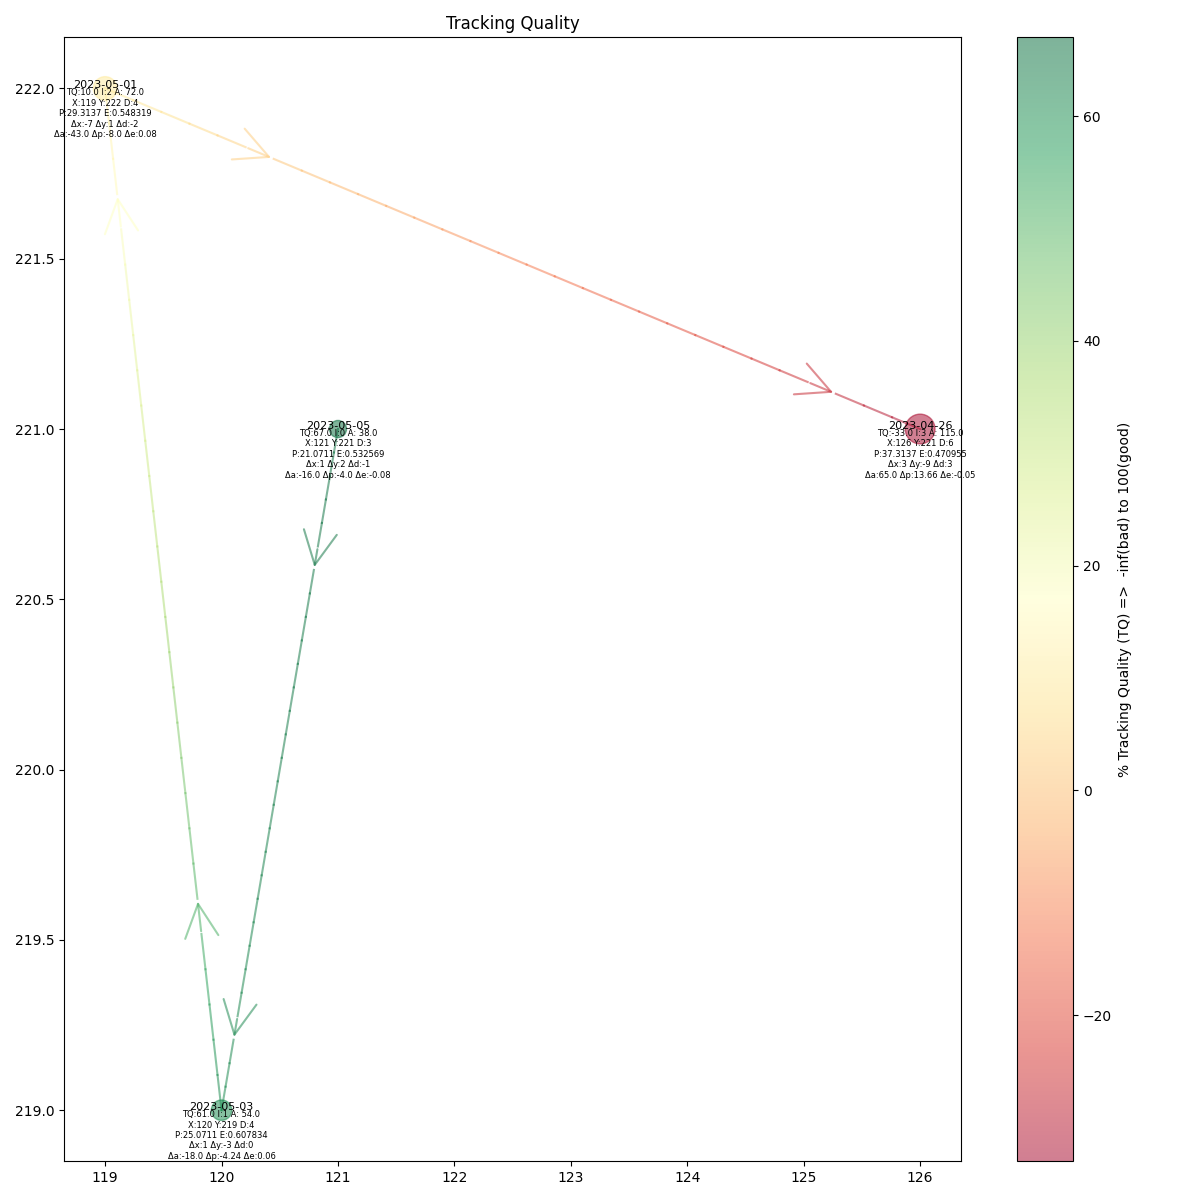 Tracking Quality
222.0
221.5
221.0
220.5
220.0
219.5
219.0
119
120
121
122
123
124
125
126
2023-05-01
TQ:10.0 I:2 A: 72.0
X:119 Y:222 D:4
P:29.3137 E:0.548319
Δx:-7 Δy:1 Δd:-2
Δa:-43.0 Δp:-8.0 Δe:0.08
2023-05-05
TQ:67.0 I:0 A: 38.0
X:121 Y:221 D:3
P:21.0711 E:0.532569
Δx:1 Δy:2 Δd:-1
Δa:-16.0 Δp:-4.0 Δe:-0.08
2023-04-26
TQ:-33.0 I:3 A: 115.0
X:126 Y:221 D:6
P:37.3137 E:0.470955
Δx:3 Δy:-9 Δd:3
Δa:65.0 Δp:13.66 Δe:-0.05
2023-05-03
TQ:61.0 I:1 A: 54.0
X:120 Y:219 D:4
P:25.0711 E:0.607834
Δx:1 Δy:-3 Δd:0
Δa:-18.0 Δp:-4.24 Δe:0.06
60
40
20
0
−20
% Tracking Quality (TQ) => -inf(bad) to 100(good)